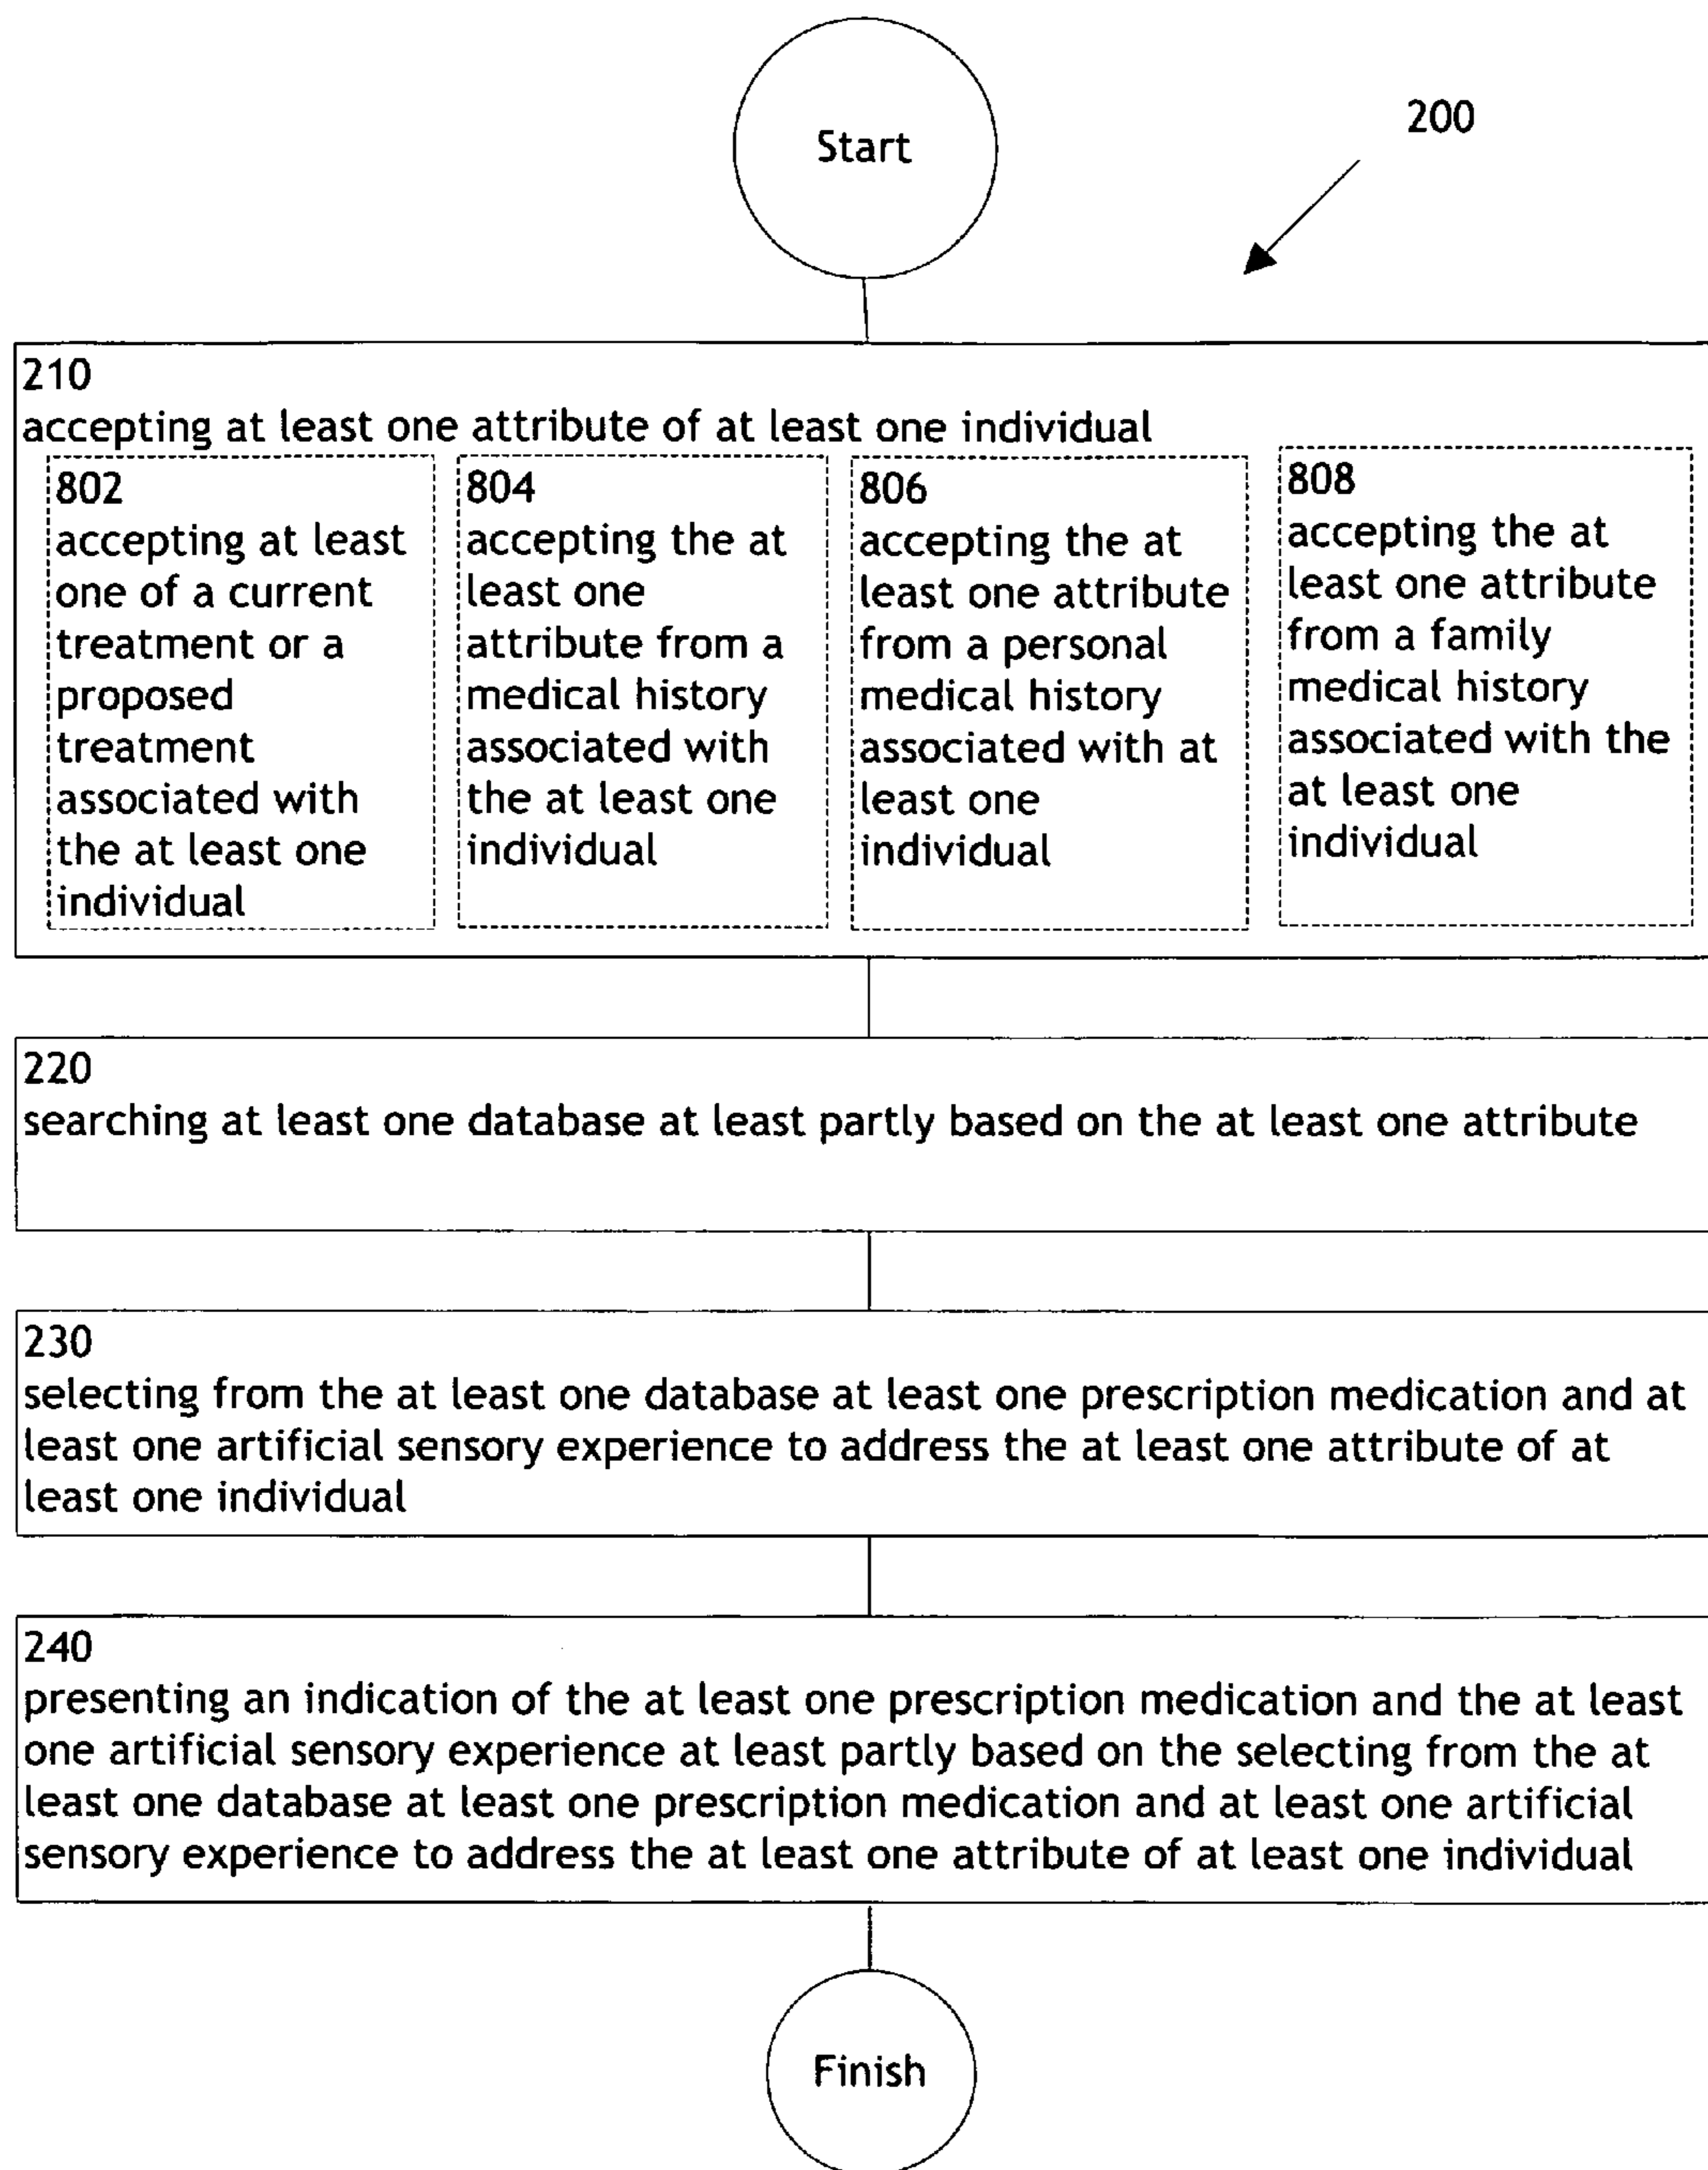 Start
200
210
accepting at least one attribute of at least one individual
802
accepting at least
one of a current
treatment or a
proposed
treatment
associated with
the at least one
individual
804
accepting the at
least one
attribute from a
medical history
associated with
the at least one
individual
806
accepting the at
least one attribute
from a personal
medical history
associated with at
least one
individual
808
accepting the at
least one attribute
from a family
medical history
associated with the
at least one
individual
220
searching at least one database at least partly based on the at least one attribute
230
selecting from the at least one database at least one prescription medication and at
least one artificial sensory experience to address the at least one attribute of at
least one individual
240
presenting an indication of the at least one prescription medication and the at least
one artificial sensory experience at least partly based on the selecting from the at
least one database at least one prescription medication and at least one artificial
sensory experience to address the at least one attribute of at least one individual
Finish